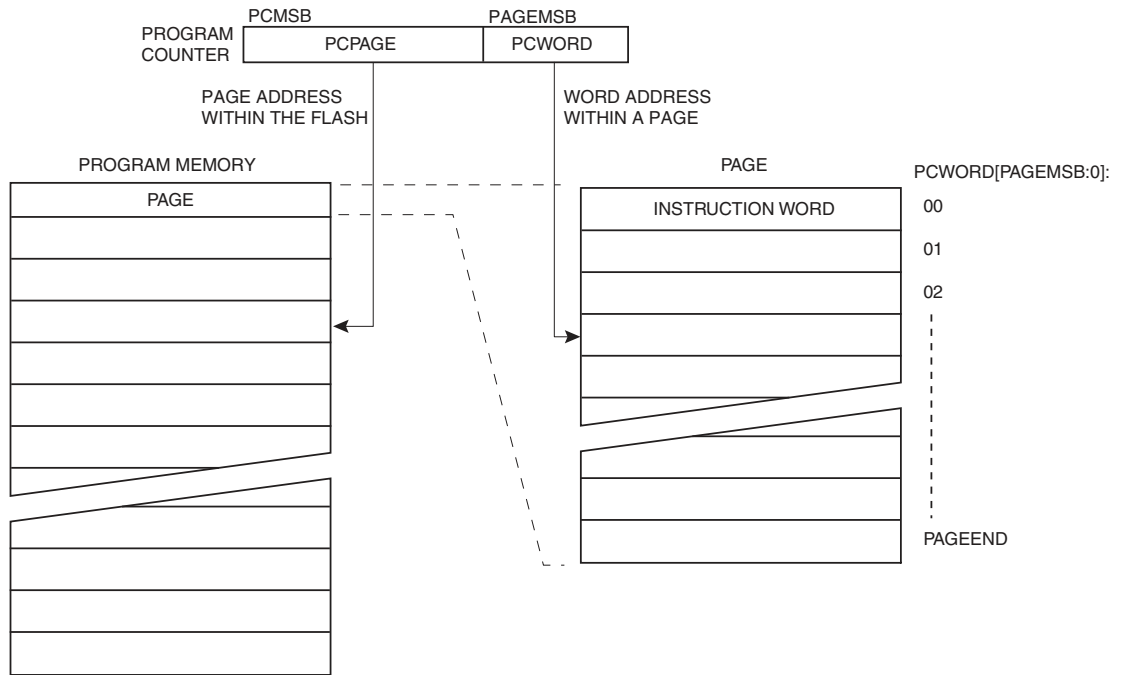 PCMSB PAGEMSB
PROGRAM
COUNTER
PCPAGE PCWORD
PAGE ADDRESS
WITHIN THE FLASH
WORD ADDRESS
WITHIN A PAGE
PROGRAM MEMORY
PAGE
PAGE
INSTRUCTION WORD
PCWORD[PAGEMSB:0]:
00
01
02
PAGEEND